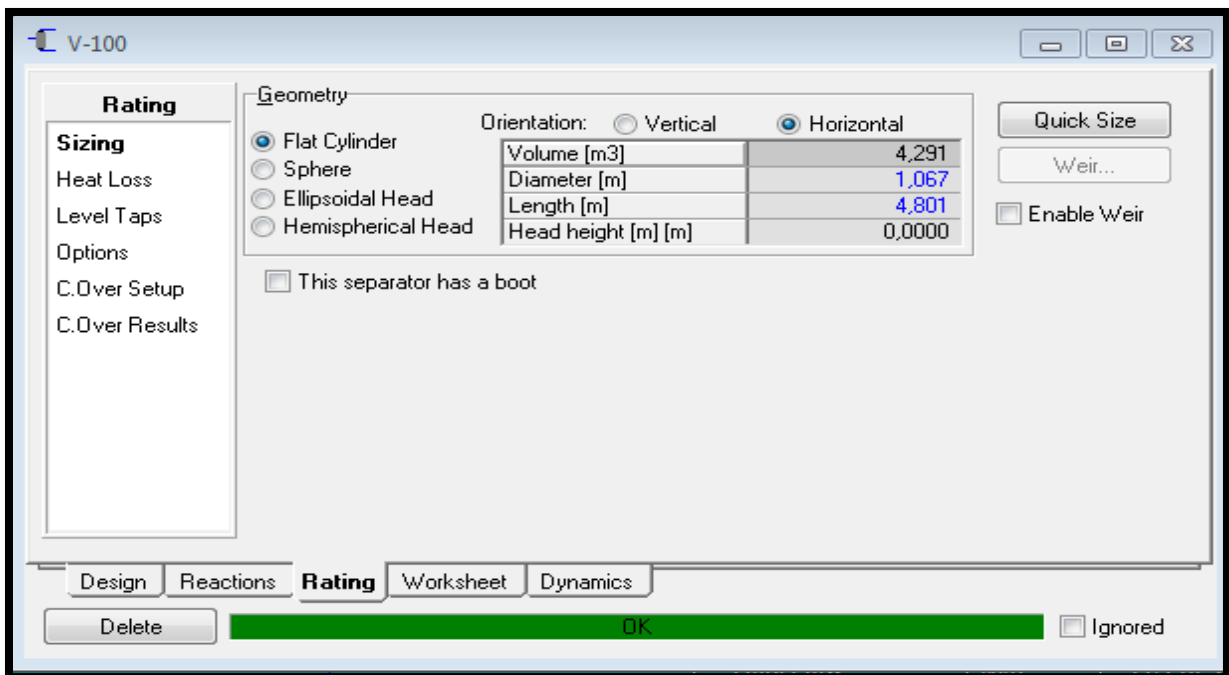 V-100
Rating
Sizing
Heat Loss
Level Taps
Options
C.Over Setup
C.Over Results
Geometry
Orientation: Vertical Horizontal
Flat Cylinder
Sphere
Ellipsoidal Head
Hemispherical Head
Volume [m3] 4,291
Diameter [m] 1,067
Length [m] 4,801
Head height [m] [m] 0,0000
Quick Size
Weir...
Enable Weir
This separator has a boot
Design Reactions Rating Worksheet Dynamics
Delete OK Ignored